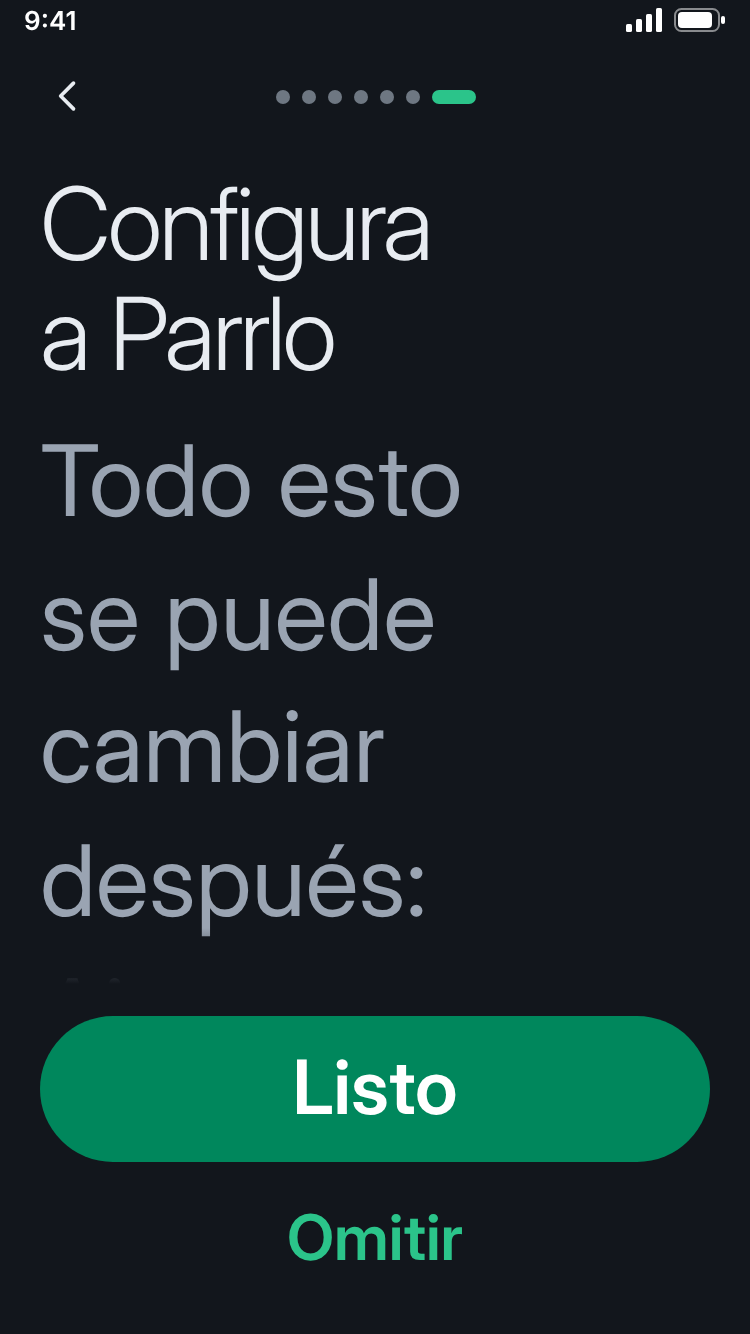 9:41
Configura
a Parrlo
Todo esto
se puede
cambiar
después:
Listo
Omitir